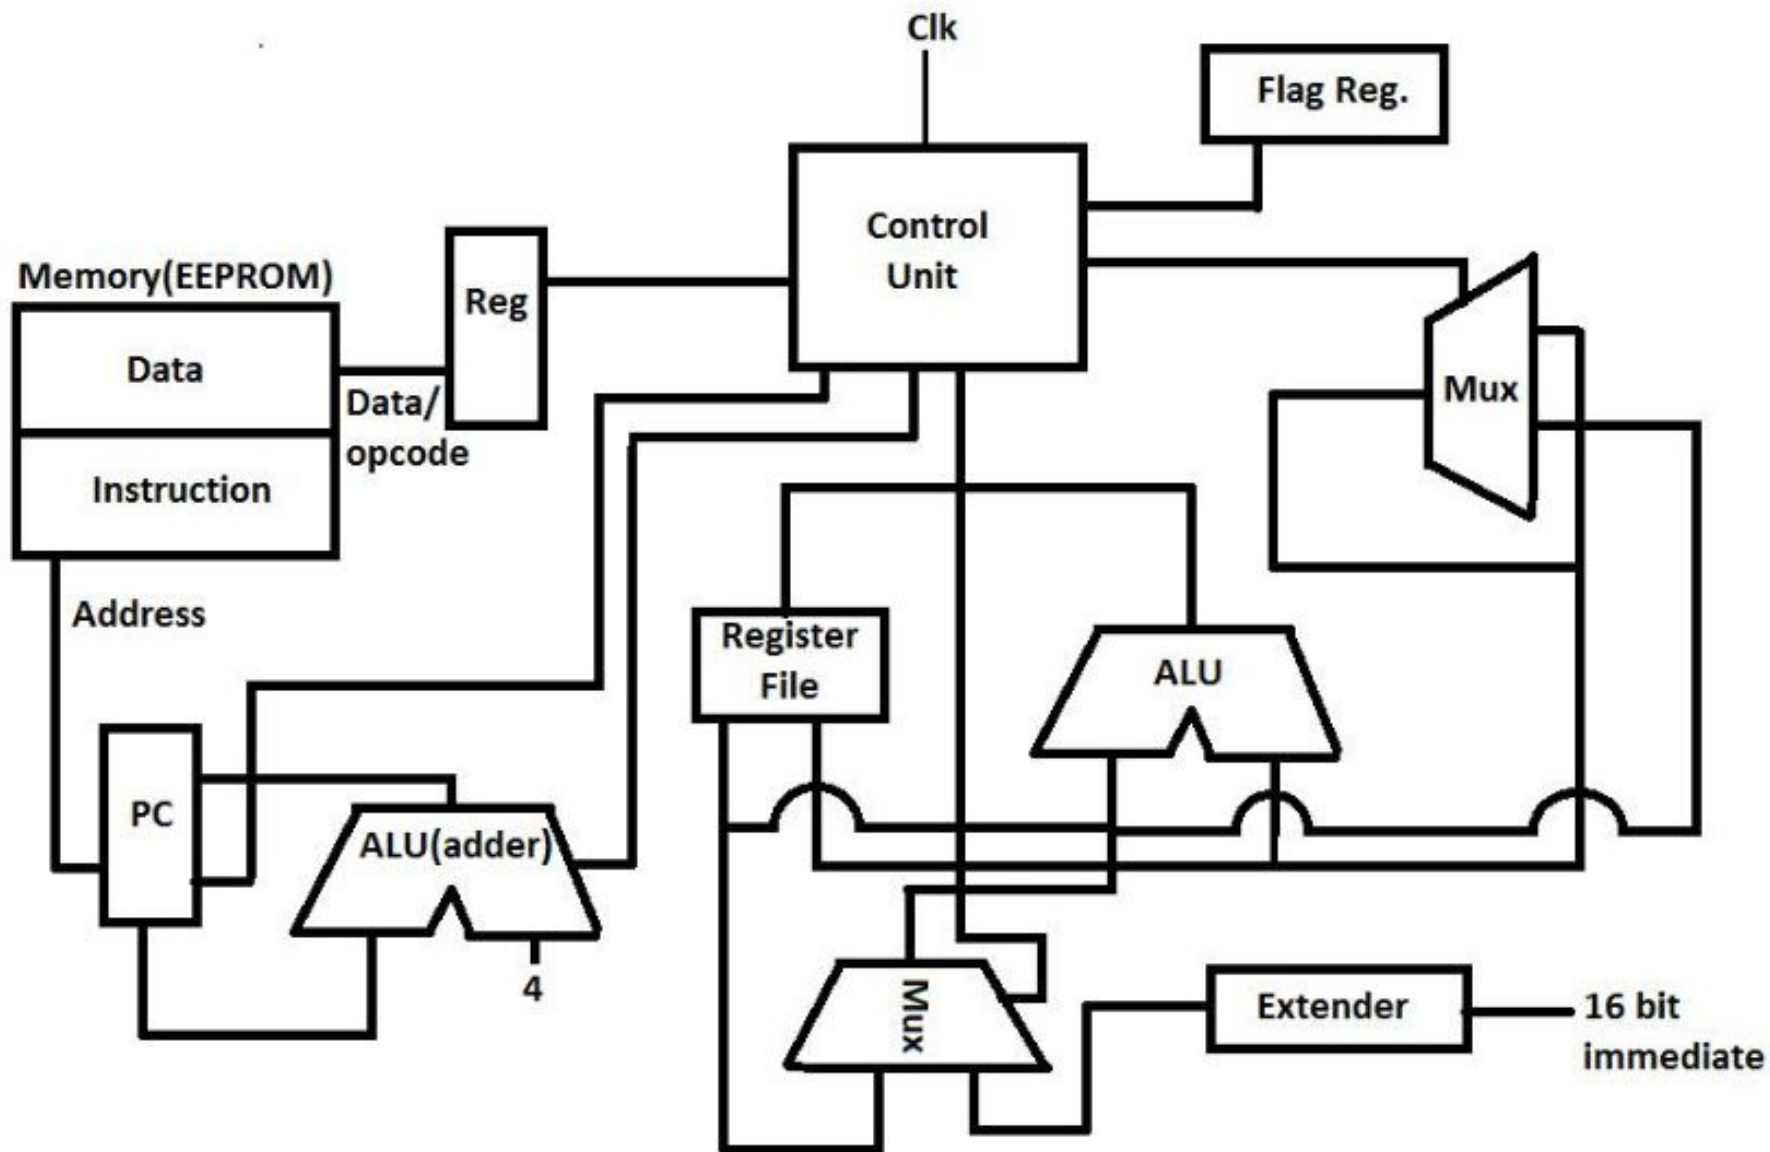 Clk
Flag Reg.
Control
Unit
Memory(EEPROM)
Reg
Data
Data/
opcode
Instruction
Mux
Address
Register
File
ALU
PC
ALU(adder)
4
Mux
Extender
16 bit
immediate